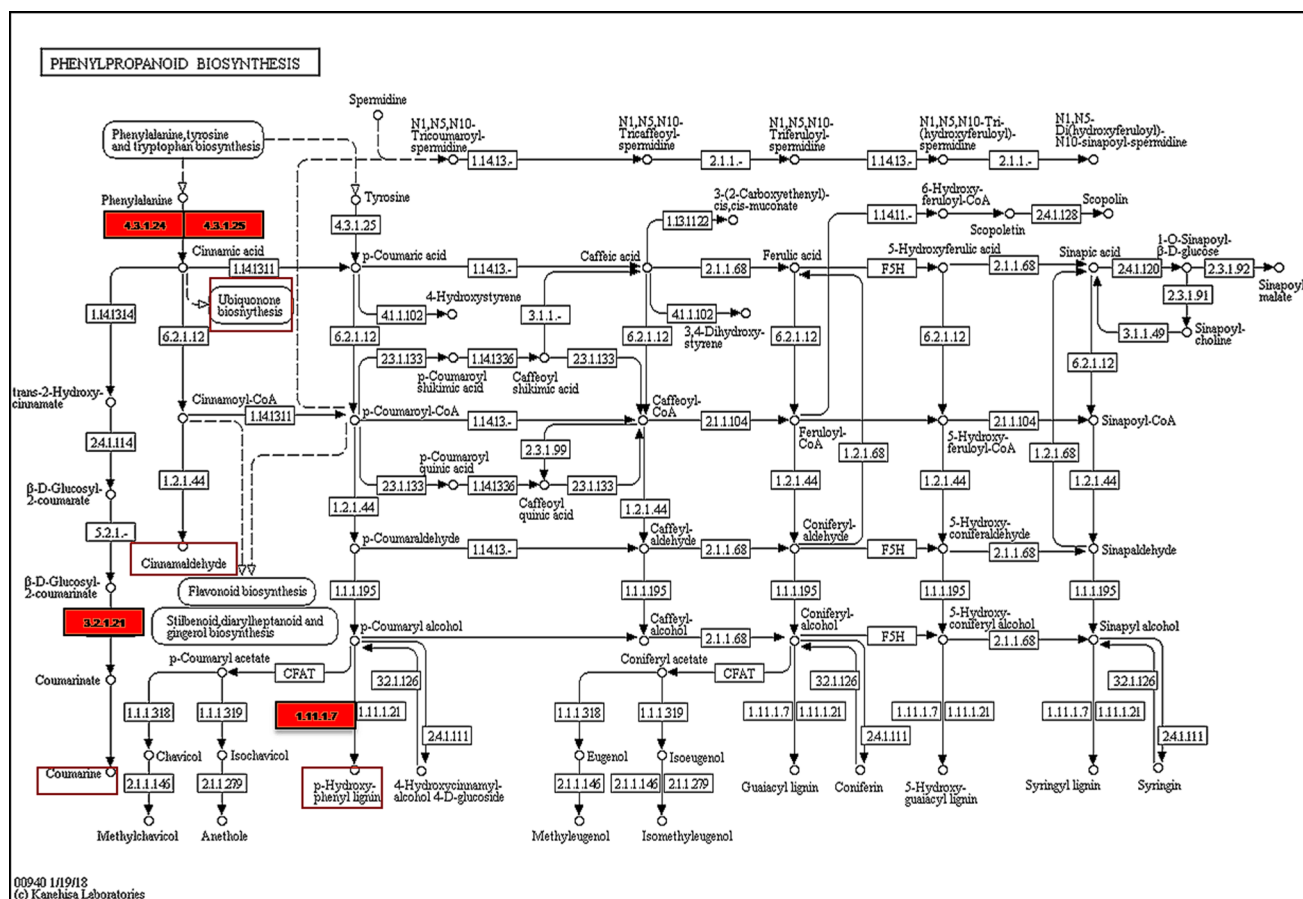 PHENYLPROPANOID BIOSYNTHESIS
Spermidine
Phenylalanine,tyrosine
and tryptophan biosynthesis
N1,N5,N10-
Tricoumaroyl-
spermidine
N1,N5,N10-
Tricaffeoyl-
spermidine
N1,N5,N10-
Triferuloyl-
spermidine
N1,N5,N10-Tri-
(hydroxyferuloyl)-
spermidine
N1,N5-
Di(hydroxyferuloyl)-
N10-sinapoyl-spermidine
1.14.13.-
2.1.1.-
1.14.13.-
2.1.1.-
Phenylalanine
Tyrosine
3-(2-Carboxyethenyl)-
cis,cis-muconate
6-Hydroxy-
feruloyl-CoA
Scopolin
4.3.1.24
4.3.1.25
4.3.1.25
1.13.1122
1.14.11.-
Scopoletin
2.4.1.128
Cinnamic acid
p-Coumaric acid
Caffeic acid
Ferulic acid
5-Hydroxyferulic acid
Sinapic acid
1-O-Sinapoyl-
β-D-glucose
1.14.1311
1.14.13.-
2.1.1.68
F5H
2.1.1.68
2.4.1.120
2.3.1.92
Sinapoyl
malate
Ubiquonone
biosnythesis
4-Hydroxystyrene
2.3.1.91
1.14.1314
4.1.1.102
3.1.1.-
4.1.1.102
3,4-Dihydroxy-
styrene
3.1.1.49
Sinapoyl-
choline
6.2.1.12
6.2.1.12
6.2.1.12
6.2.1.12
6.2.1.12
6.2.1.12
2.3.1.133
1.14.1336
2.3.1.133
p-Coumaroyl
shikimic acid
Caffeoyl
shikimic acid
trans-2-Hydroxy-
cinnamate
Cinnamoyl-CoA
1.14.1311
p-Coumaroyl-CoA
1.14.13.-
Caffeoyl-
CoA
2.1.1.104
Feruloyl-
CoA
5-Hydroxy-
feruloyl-CoA
2.1.1.104
Sinapoyl-CoA
2.4.1.114
2.3.1.99
1.2.1.68
1.2.1.68
p-Coumaroyl
quinic acid
β-D-Glucosyl-
2-coumarate
1.2.1.44
2.3.1.133
1.14.1336
2.3.1.133
Caffeoyl
quinic acid
1.2.1.44
1.2.1.44
1.2.1.44
1.2.1.44
1.2.1.44
5.2.1.-
Cinnamaldehyde
p-Coumaraldehyde
1.14.13.-
Caffeyl-
aldehyde
2.1.1.68
Coniferyl-
aldehyde
F5H
5-Hydroxy-
coniferaldehyde
2.1.1.68
Sinapaldehyde
β-D-Glucosyl-
2-coumarinate
Flavonoid biosynthesis
1.1.1.195
1.1.1.195
1.1.1.195
1.1.1.195
1.1.1.195
3.2.1.21
Stilbenoid,diarylheptanoid and
gingerol biosynthesis
p-Coumaryl alcohol
Caffeyl-
alcohol
2.1.1.68
Coniferyl-
alcohol
F5H
5-Hydroxy-
coniferyl alcohol
2.1.1.68
Sinapyl alcohol
p-Coumaryl acetate
CFAT
Coniferyl acetate
CFAT
Coumarinate
3.2.1.126
3.2.1.126
3.2.1.126
1.1.1.318
1.1.1.319
1.11.1.7
1.11.1.21
1.1.1.318
1.1.1.319
1.11.1.7
1.11.1.21
1.11.1.7
1.11.1.21
1.11.1.7
1.11.1.21
2.4.1.111
2.4.1.111
2.4.1.111
Chavicol
Isochavicol
Eugenol
Isoeugenol
Coumarine
2.1.1.146
2.1.1.279
p-Hydroxy-
phenyl lignin
4-Hydroxycinnamyl-
alcohol 4-D-glucoside
2.1.1.146
2.1.1.146
2.1.1.279
Guaiacyl lignin
Coniferin
5-Hydroxy-
guaiacyl lignin
Syringyl lignin
Syringin
Methylchavicol
Anethole
Methyleugenol
Isomethyleugenol
00940 1/19/18
(c) Kanehisa Laboratories